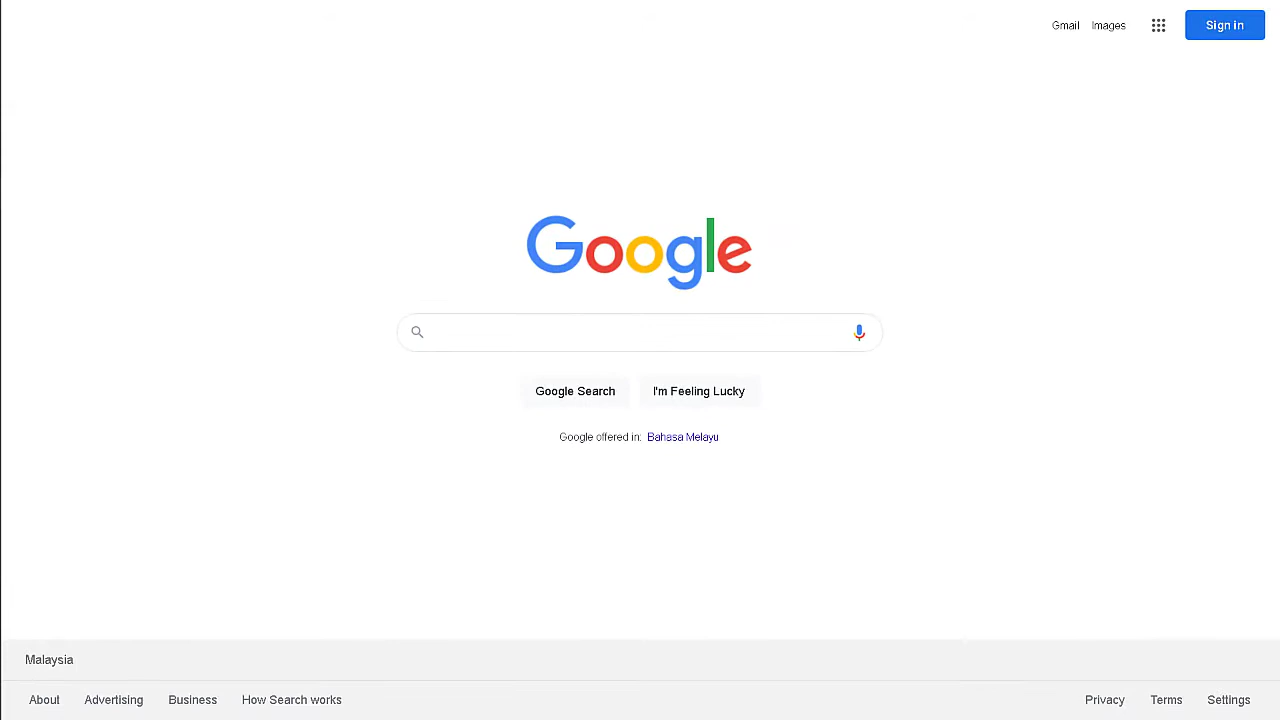 Gmail Images Sign in
Google
Google Search I'm Feeling Lucky
Google offered in: Bahasa Melayu
Malaysia
About Advertising Business How Search works Privacy Terms Settings